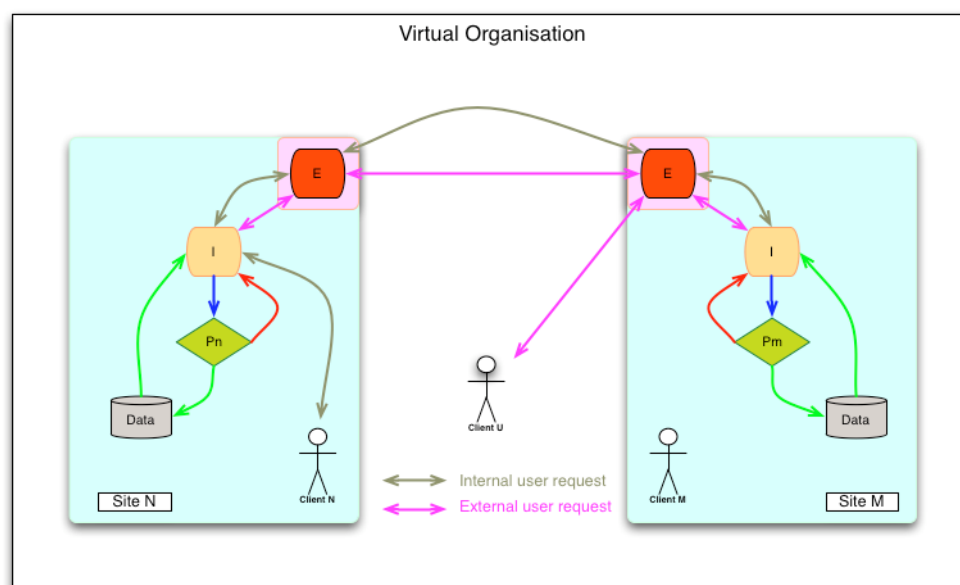 Virtual Organisation
E
E
I
I
Pn
Pm
Data
Data
Client U
Client N
Client M
Internal user request
External user request
Site N
Site M